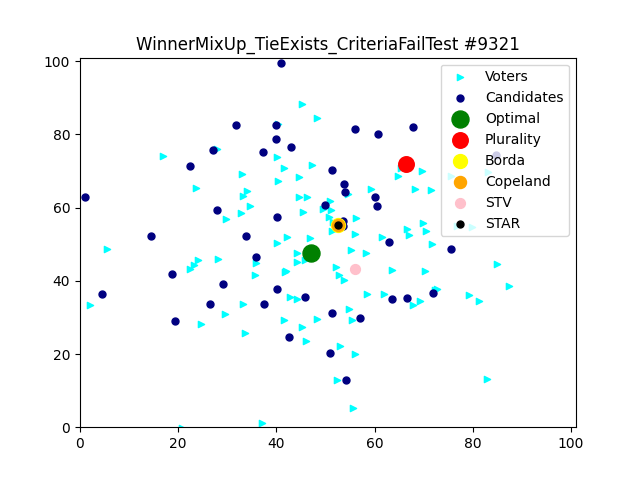 WinnerMixUp_TieExists_CriteriaFailTest #9321
100
80
60
40
20
0
0
20
40
60
80
100
Voters
Candidates
Optimal
Plurality
Borda
Copeland
STV
STAR